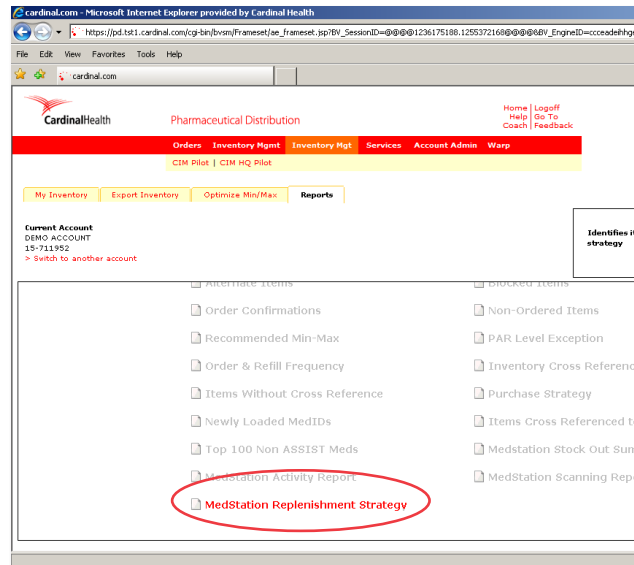 cardinal.com - Microsoft Internet Explorer provided by Cardinal Health
https://pd.tst1.cardinal.com/cgi-bin/bvsm/Frameset/ae_frameset.jsp?BV_SessionID=@@@@1236175188.1255372168@@@@&BV_EngineID=ccceadeihhge
File Edit View Favorites Tools Help
cardinal.com
CardinalHealth
Pharmaceutical Distribution
Home | Logoff
Help | Go To
Coach | Feedback
Orders Inventory Mgmt Inventory Mgt Services Account Admin Warp
CIM Pilot | CIM HQ Pilot
My Inventory Export Inventory Optimize Min/Max Reports
Current Account
DEMO ACCOUNT
15-711952
> Switch to another account
Identifies it
strategy
Alternate Items Blocked Items
Order Confirmations Non-Ordered Items
Recommended Min-Max PAR Level Exception
Order & Refill Frequency Inventory Cross Referenc
Items Without Cross Reference Purchase Strategy
Newly Loaded MedIDs Items Cross Referenced t
Top 100 Non ASSIST Meds Medstation Stock Out Sum
MedStation Activity Report MedStation Scanning Rep
MedStation Replenishment Strategy